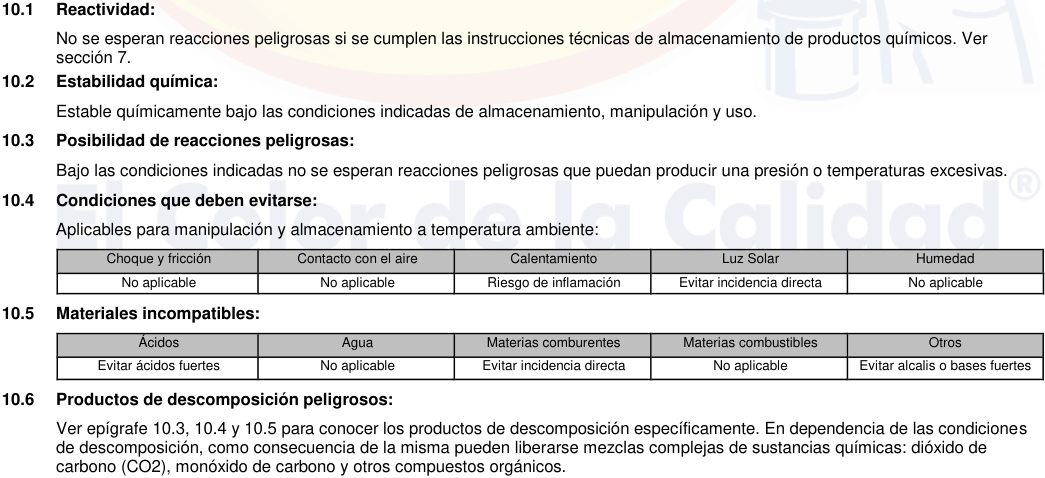 10.1 Reactividad:
No se esperan reacciones peligrosas si se cumplen las instrucciones técnicas de almacenamiento de productos químicos. Ver
sección 7.
10.2 Estabilidad química:
Estable químicamente bajo las condiciones indicadas de almacenamiento, manipulación y uso.
10.3 Posibilidad de reacciones peligrosas:
Bajo las condiciones indicadas no se esperan reacciones peligrosas que puedan producir una presión o temperaturas excesivas.
El Color de la Calidad®
10.4 Condiciones que deben evitarse:
Aplicables para manipulación y almacenamiento a temperatura ambiente:
Choque y fricción Contacto con el aire Calentamiento Luz Solar Humedad
No aplicable No aplicable Riesgo de inflamación Evitar incidencia directa No aplicable
10.5 Materiales incompatibles:
Ácidos Agua Materias comburentes Materias combustibles Otros
Evitar ácidos fuertes No aplicable Evitar incidencia directa No aplicable Evitar alcalis o bases fuertes
10.6 Productos de descomposición peligrosos:
Ver epígrafe 10.3, 10.4 y 10.5 para conocer los productos de descomposición específicamente. En dependencia de las condiciones
de descomposición, como consecuencia de la misma pueden liberarse mezclas complejas de sustancias químicas: dióxido de
carbono (CO2), monóxido de carbono y otros compuestos orgánicos.